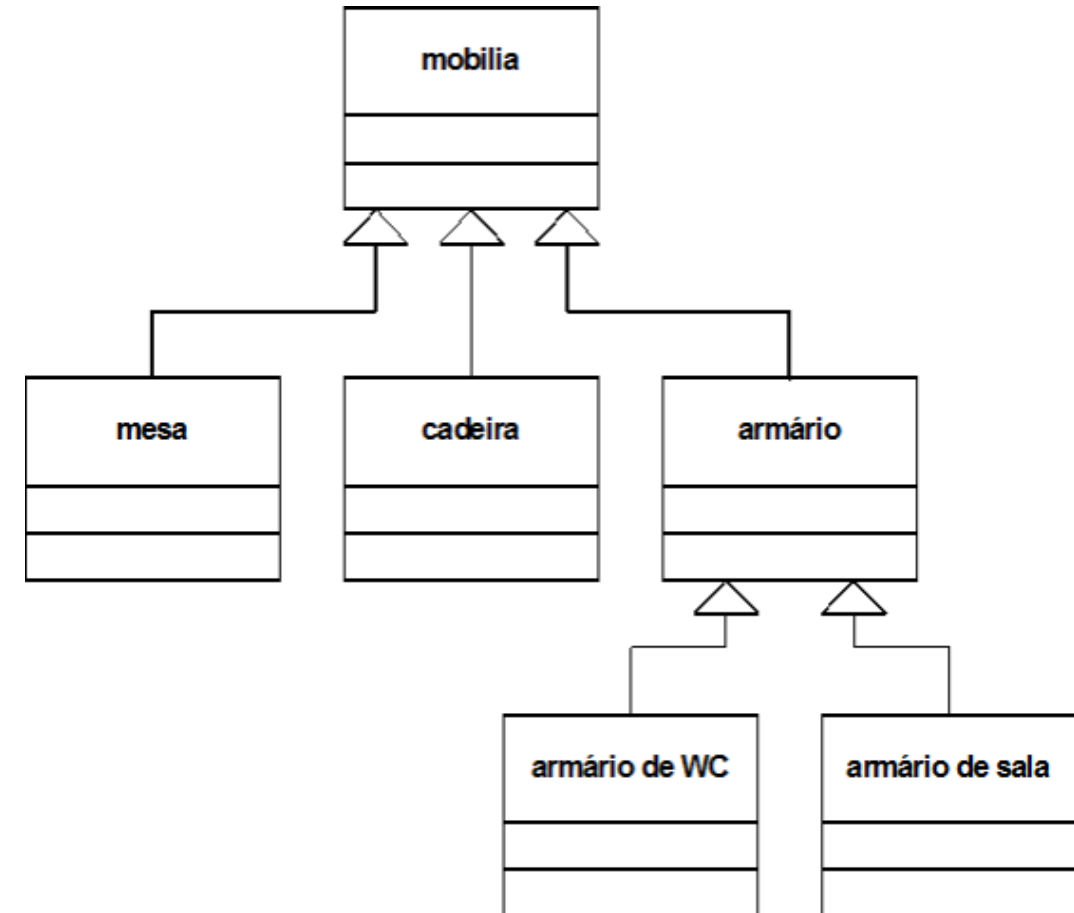 mobilia
mesa
cadeira
armário
armário de WC
armário de sala